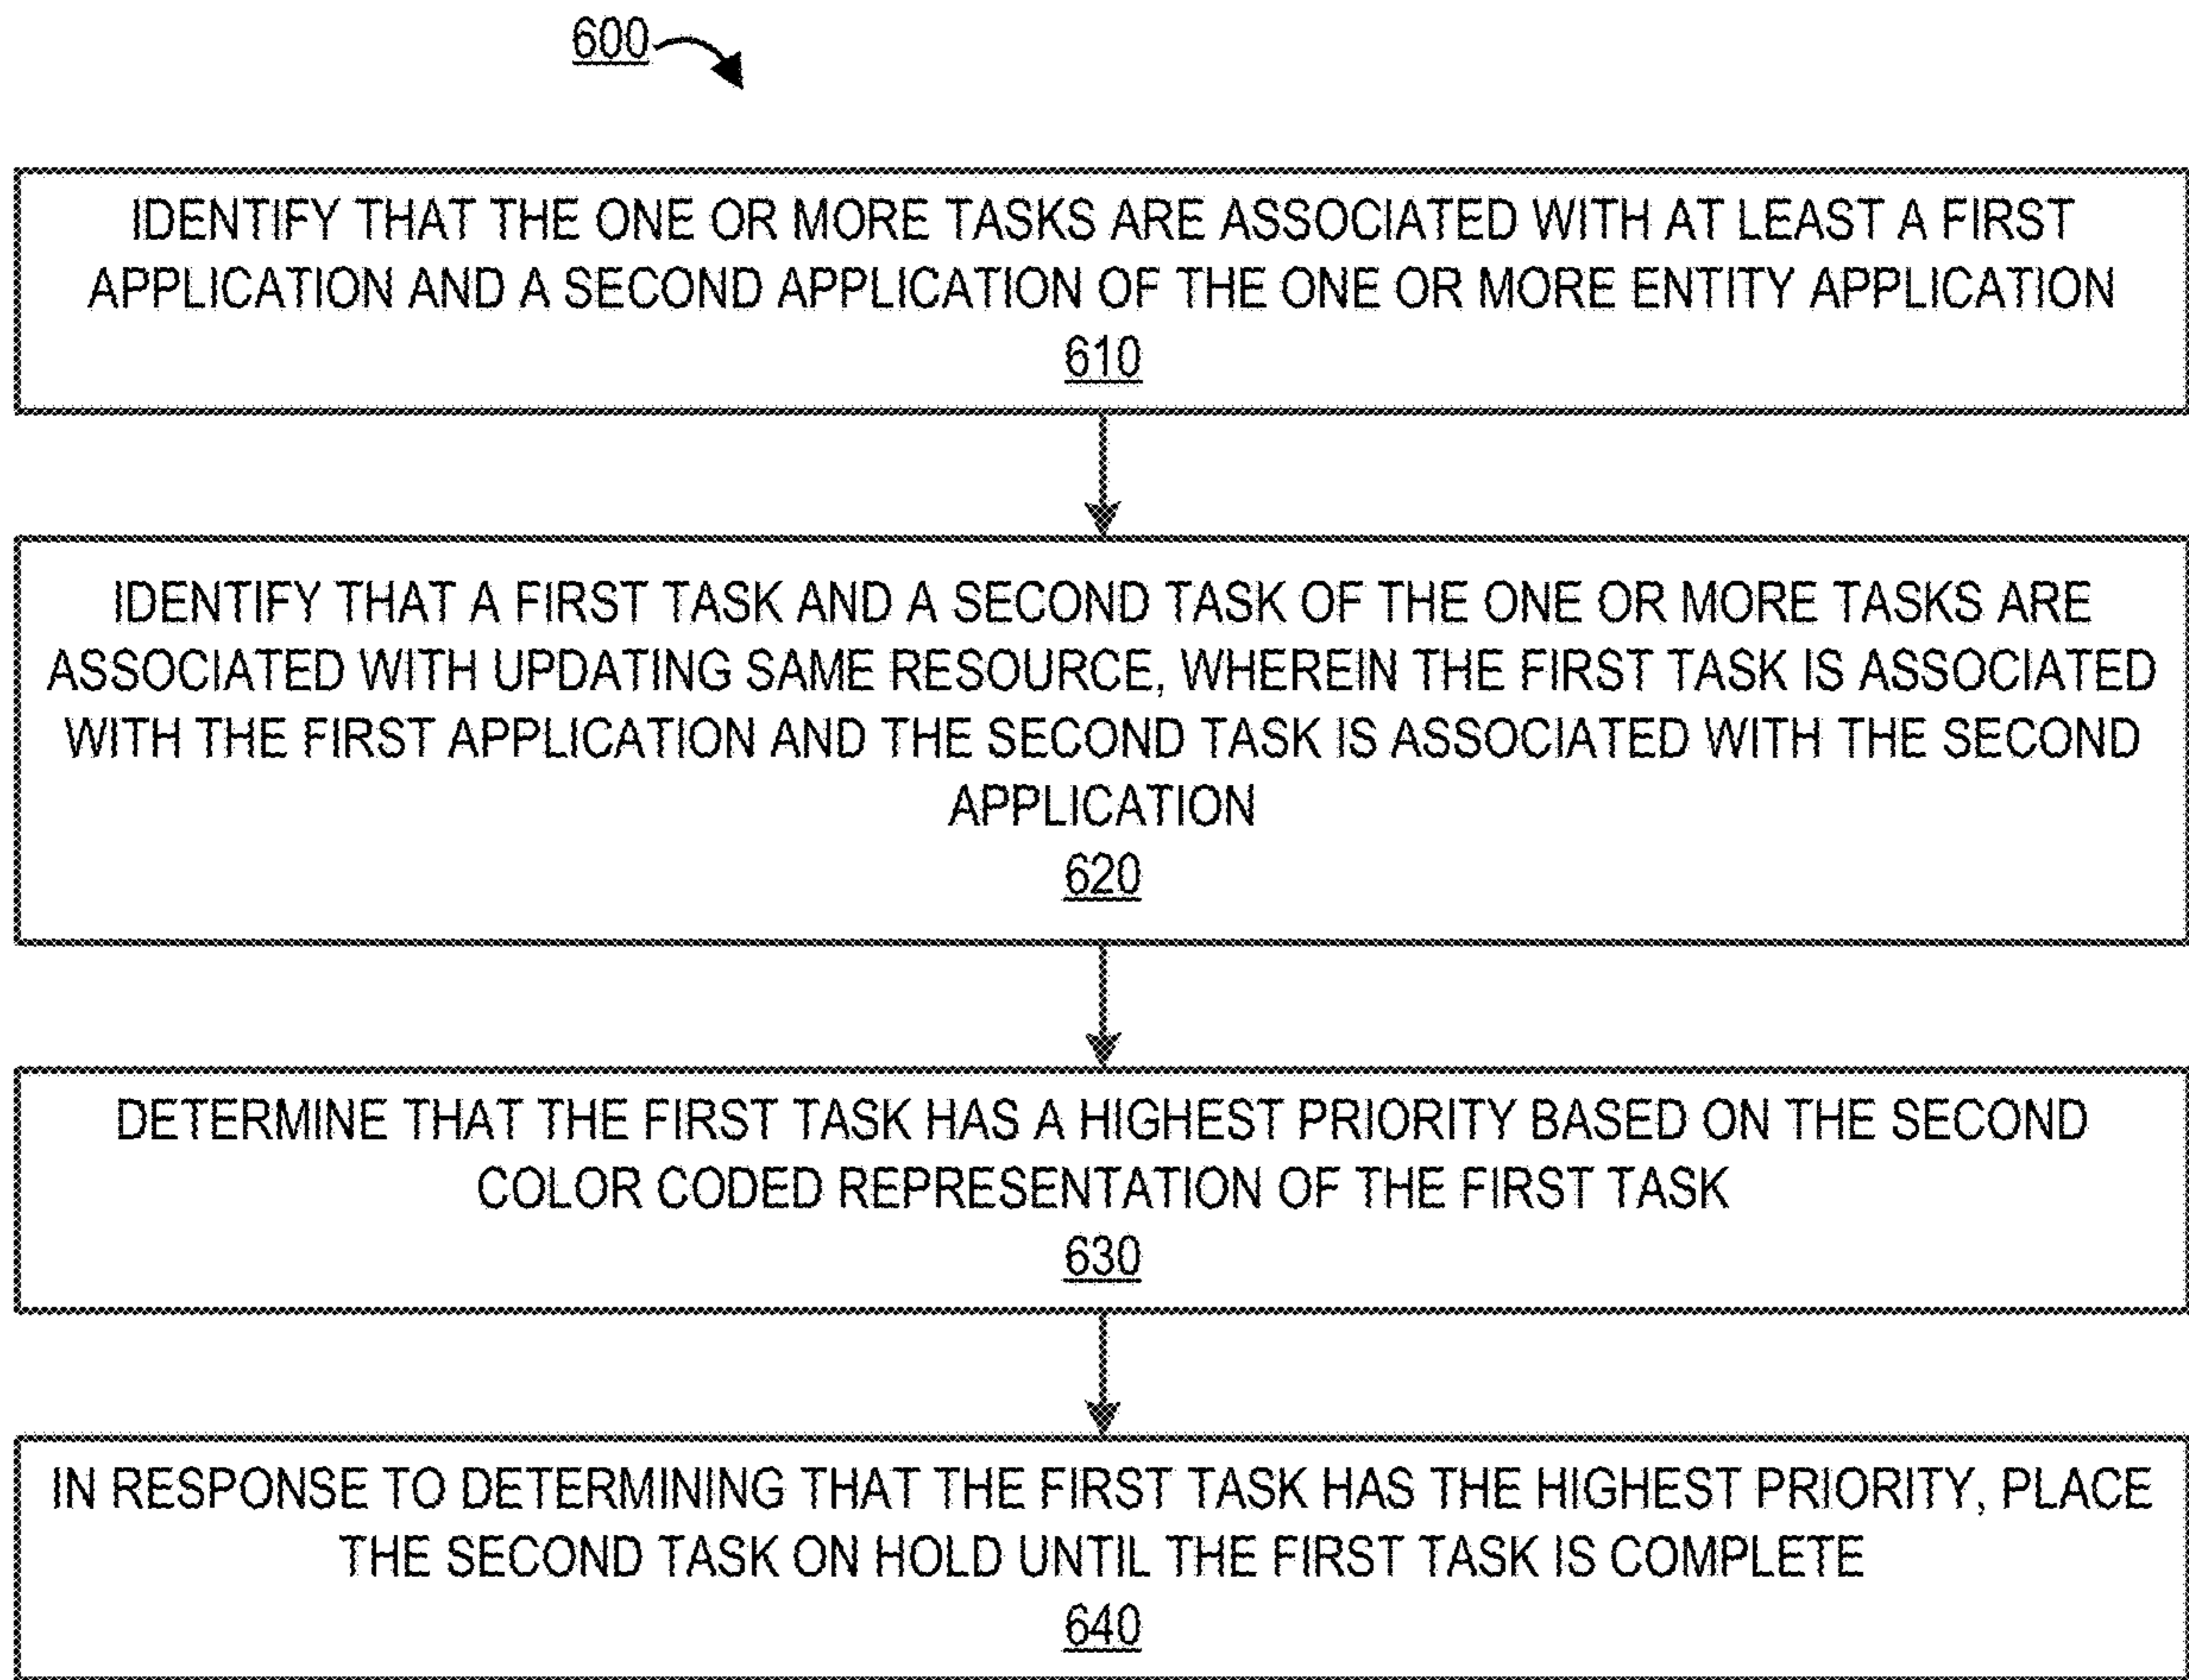 600
IDENTIFY THAT THE ONE OR MORE TASKS ARE ASSOCIATED WITH AT LEAST A FIRST
APPLICATION AND A SECOND APPLICATION OF THE ONE OR MORE ENTITY APPLICATION
610
IDENTIFY THAT A FIRST TASK AND A SECOND TASK OF THE ONE OR MORE TASKS ARE
ASSOCIATED WITH UPDATING SAME RESOURCE, WHEREIN THE FIRST TASK IS ASSOCIATED
WITH THE FIRST APPLICATION AND THE SECOND TASK IS ASSOCIATED WITH THE SECOND
APPLICATION
620
DETERMINE THAT THE FIRST TASK HAS A HIGHEST PRIORITY BASED ON THE SECOND
COLOR CODED REPRESENTATION OF THE FIRST TASK
630
IN RESPONSE TO DETERMINING THAT THE FIRST TASK HAS THE HIGHEST PRIORITY, PLACE
THE SECOND TASK ON HOLD UNTIL THE FIRST TASK IS COMPLETE
640